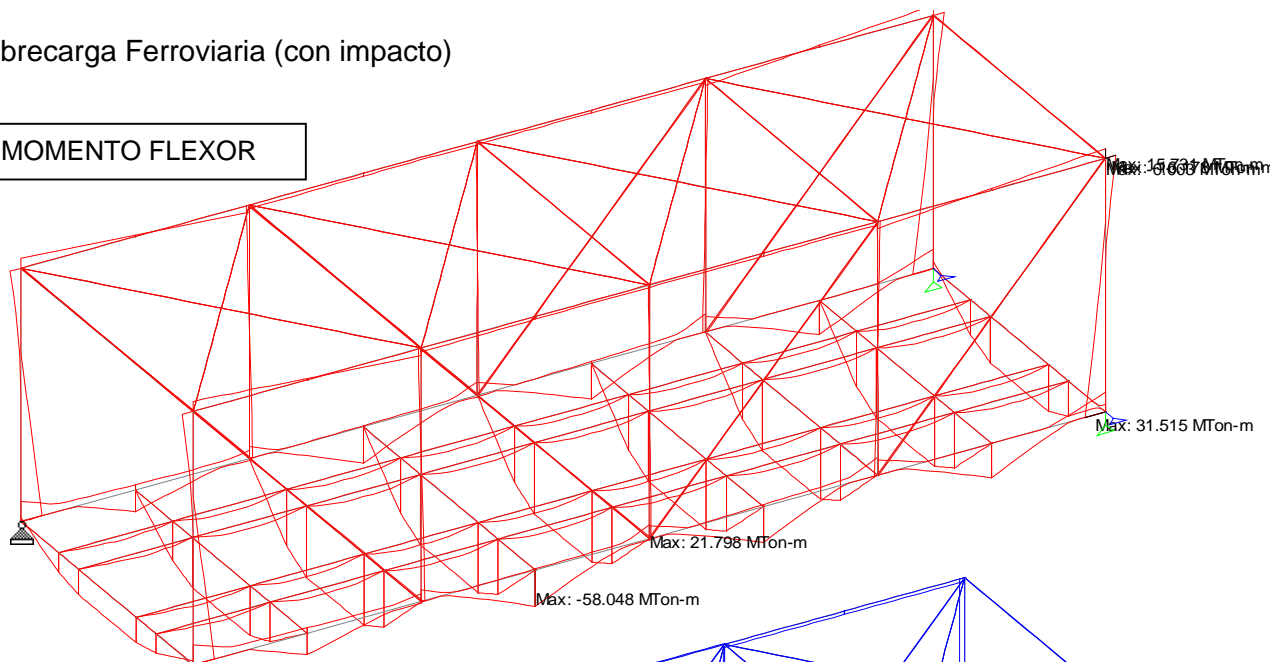 brecarga Ferroviaria (con impacto)
MOMENTO FLEXOR
Max: 31.515 MTon-m
Max: 21.798 MTon-m
Max: -58.048 MTon-m